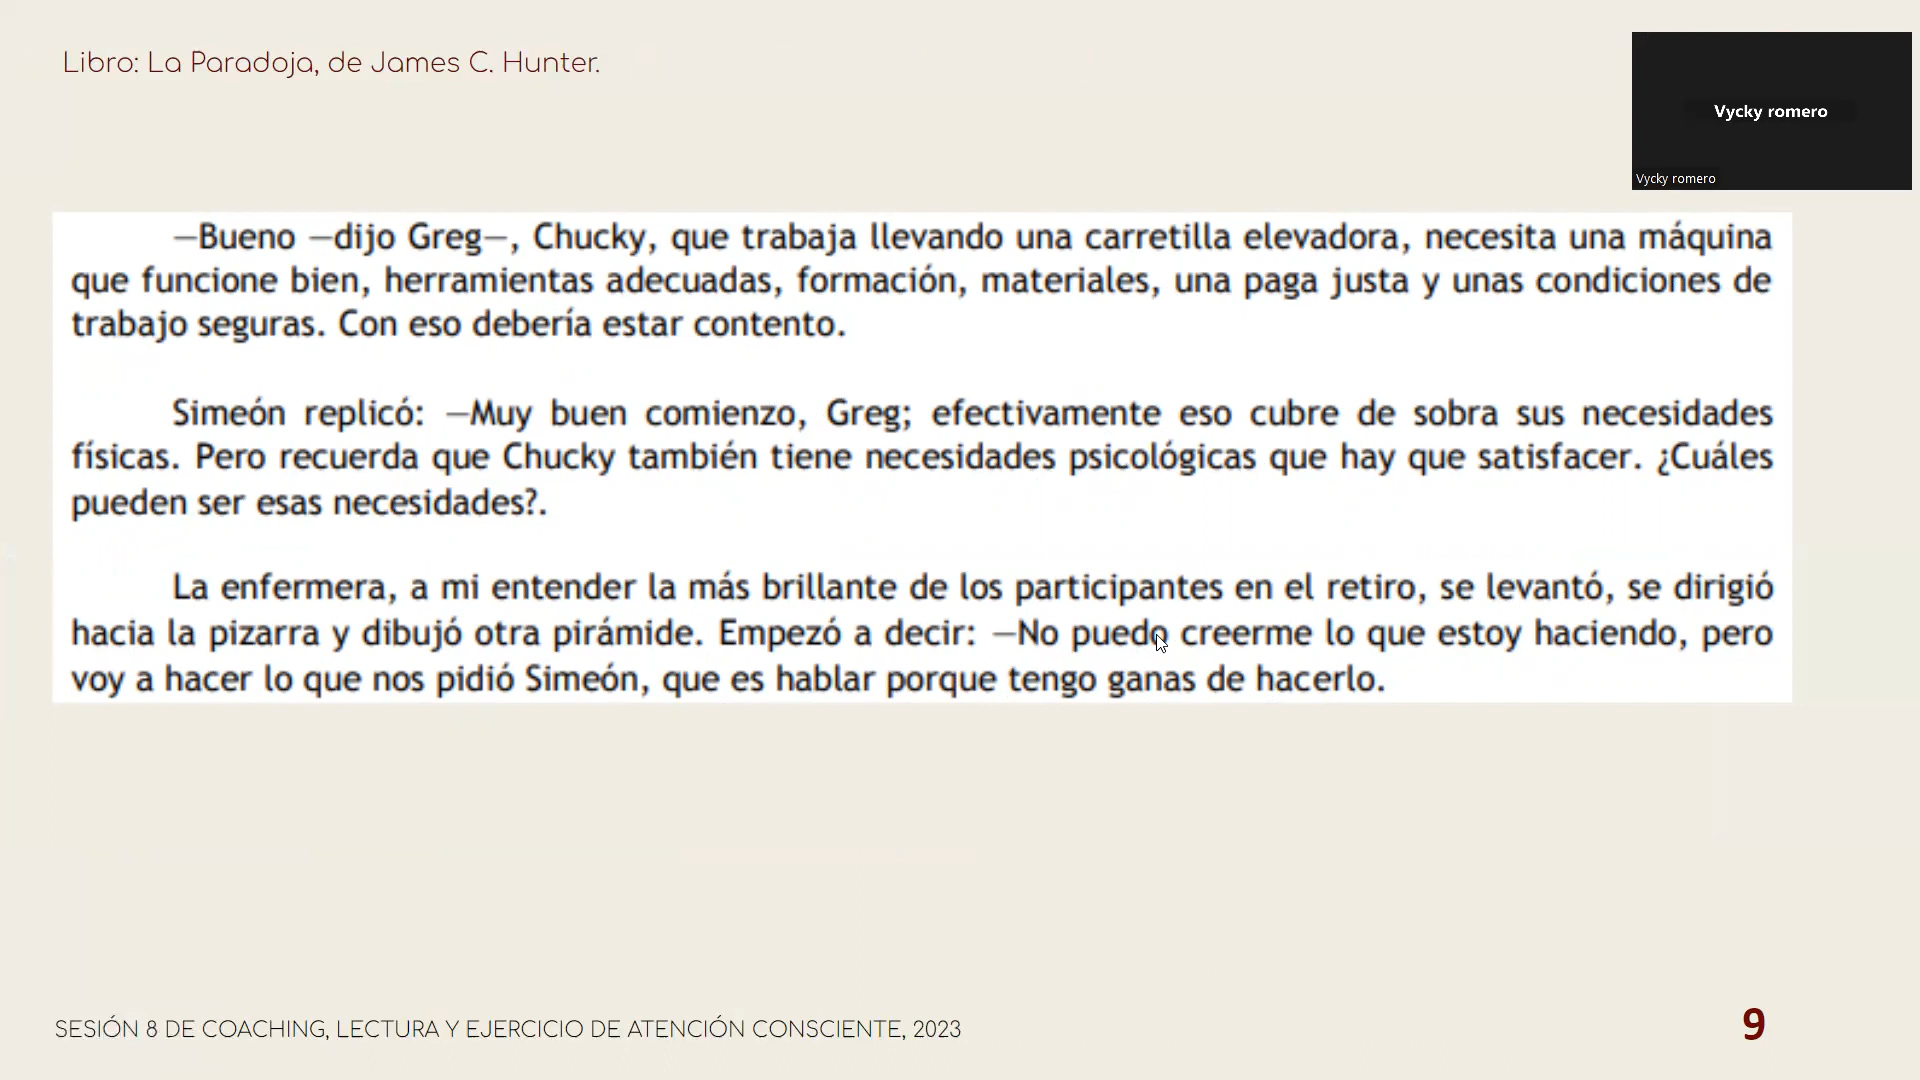 Libro: La Paradoja, de James C. Hunter.
Vycky romero
Vycky romero
—Bueno —dijo Greg—, Chucky, que trabaja llevando una carretilla elevadora, necesita una máquina
que funcione bien, herramientas adecuadas, formación, materiales, una paga justa y unas condiciones de
trabajo seguras. Con eso debería estar contento.
Simeón replicó: —Muy buen comienzo, Greg; efectivamente eso cubre de sobra sus necesidades
físicas. Pero recuerda que Chucky también tiene necesidades psicológicas que hay que satisfacer. ¿Cuáles
pueden ser esas necesidades?.
La enfermera, a mi entender la más brillante de los participantes en el retiro, se levantó, se dirigió
hacia la pizarra y dibujó otra pirámide. Empezó a decir: —No puedo creerme lo que estoy haciendo, pero
voy a hacer lo que nos pidió Simeón, que es hablar porque tengo ganas de hacerlo.
SESIÓN 8 DE COACHING, LECTURA Y EJERCICIO DE ATENCIÓN CONSCIENTE, 2023
9